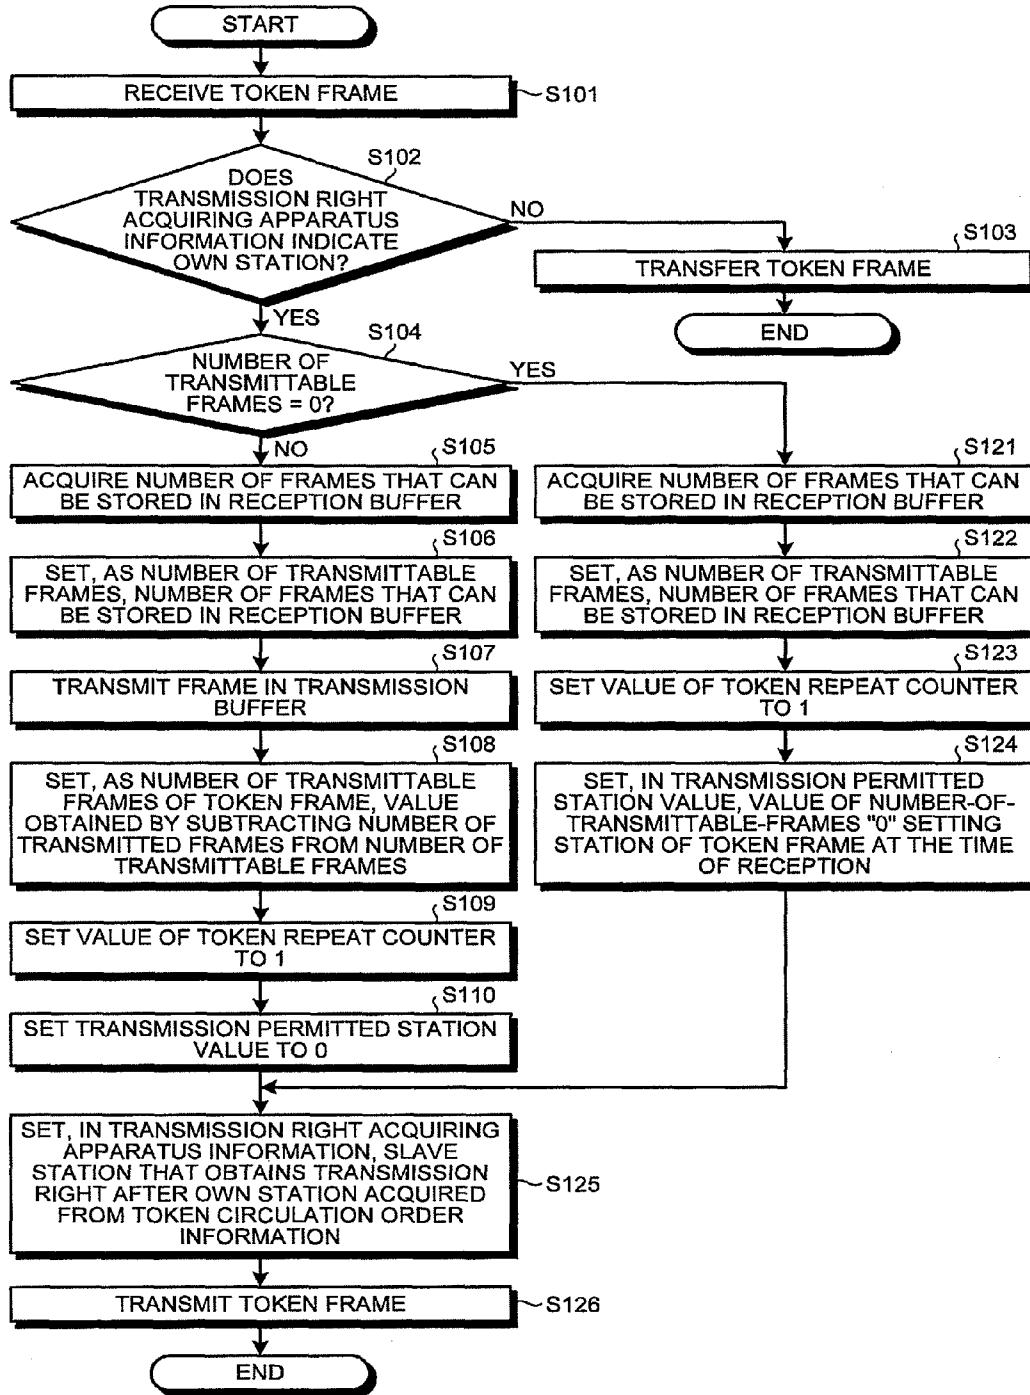 START
RECEIVE TOKEN FRAME
S101
S102
DOES
TRANSMISSION RIGHT
ACQUIRING APPARATUS
INFORMATION INDICATE
OWN STATION?
NO
S103
TRANSFER TOKEN FRAME
END
YES
S104
NUMBER OF
TRANSMITTABLE
FRAMES = 0?
YES
NO
S105
ACQUIRE NUMBER OF FRAMES THAT CAN
BE STORED IN RECEPTION BUFFER
S106
SET, AS NUMBER OF TRANSMITTABLE
FRAMES, NUMBER OF FRAMES THAT CAN
BE STORED IN RECEPTION BUFFER
S107
TRANSMIT FRAME IN TRANSMISSION
BUFFER
S108
SET, AS NUMBER OF TRANSMITTABLE
FRAMES OF TOKEN FRAME, VALUE
OBTAINED BY SUBTRACTING NUMBER OF
TRANSMITTED FRAMES FROM NUMBER OF
TRANSMITTABLE FRAMES
S109
SET VALUE OF TOKEN REPEAT COUNTER
TO 1
S110
SET TRANSMISSION PERMITTED STATION
VALUE TO 0
S121
ACQUIRE NUMBER OF FRAMES THAT CAN
BE STORED IN RECEPTION BUFFER
S122
SET, AS NUMBER OF TRANSMITTABLE
FRAMES, NUMBER OF FRAMES THAT CAN
BE STORED IN RECEPTION BUFFER
S123
SET VALUE OF TOKEN REPEAT COUNTER
TO 1
S124
SET, IN TRANSMISSION PERMITTED
STATION VALUE, VALUE OF NUMBER-OF-
TRANSMITTABLE-FRAMES "0" SETTING
STATION OF TOKEN FRAME AT THE TIME
OF RECEPTION
SET, IN TRANSMISSION RIGHT ACQUIRING
APPARATUS INFORMATION, SLAVE
STATION THAT OBTAINS TRANSMISSION
RIGHT AFTER OWN STATION ACQUIRED
FROM TOKEN CIRCULATION ORDER
INFORMATION
S125
TRANSMIT TOKEN FRAME
S126
END